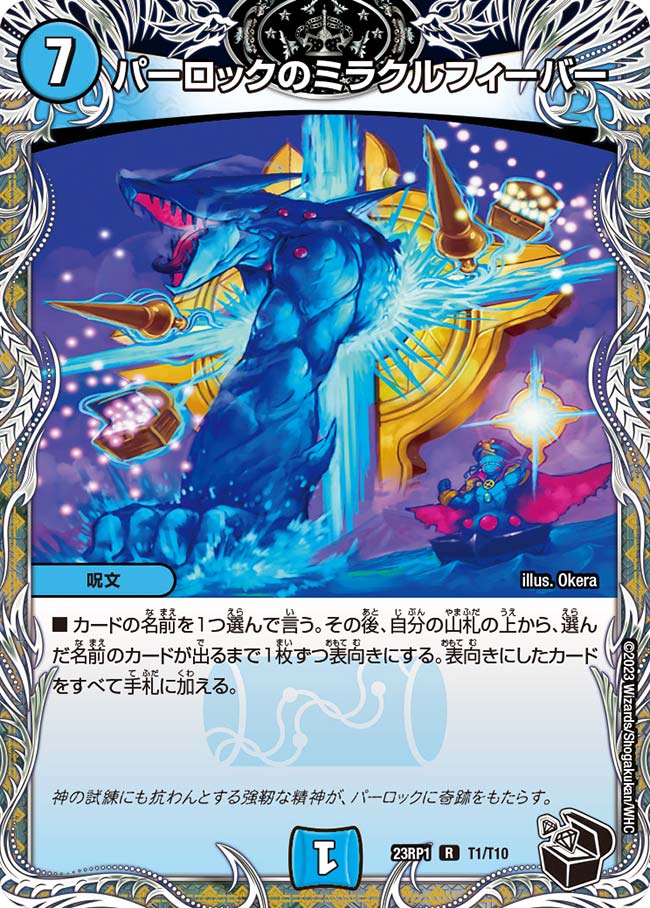 7
パーロックのミラクルフィーバー
呪文
illus. Okera
■ カードの名前を1つ選んで言う。その後、自分の山札の上から、選ん
だ名前のカードが出るまで1枚ずつ表向きにする。表向きにしたカード
をすべて手札に加える。
神の試練にも抗わんとする強靭な精神が、パーロックに奇跡をもたらす。
1
23RP1 R T1/T10
©2023 Wizards/Shogakukan/WHC